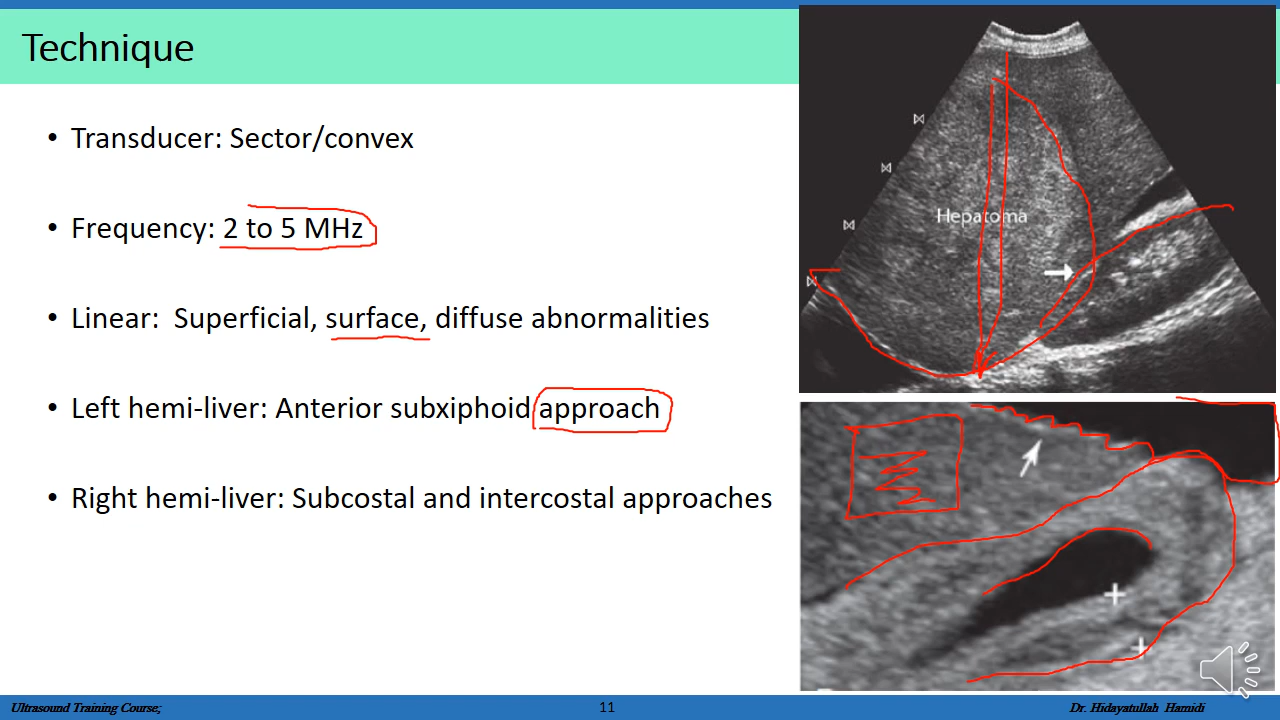 Technique
• Transducer: Sector/convex
• Frequency: 2 to 5 MHz
• Linear:  Superficial, surface, diffuse abnormalities
• Left hemi-liver: Anterior subxiphoid approach
• Right hemi-liver: Subcostal and intercostal approaches
Hepatoma
Ultrasound Training Course;
11
Dr. Hidayatullah Hamidi